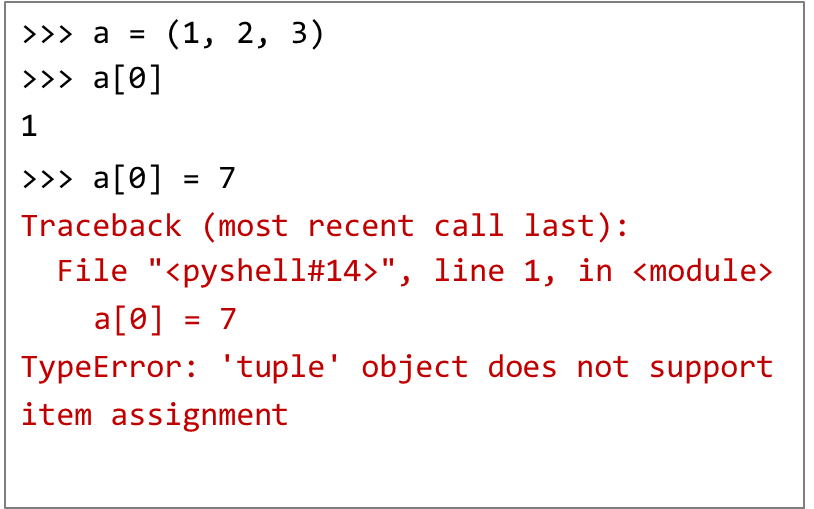 >>> a = (1, 2, 3)
>>> a[0]
1
>>> a[0] = 7
Traceback (most recent call last):
  File "<pyshell#14>", line 1, in <module>
    a[0] = 7
TypeError: 'tuple' object does not support
item assignment